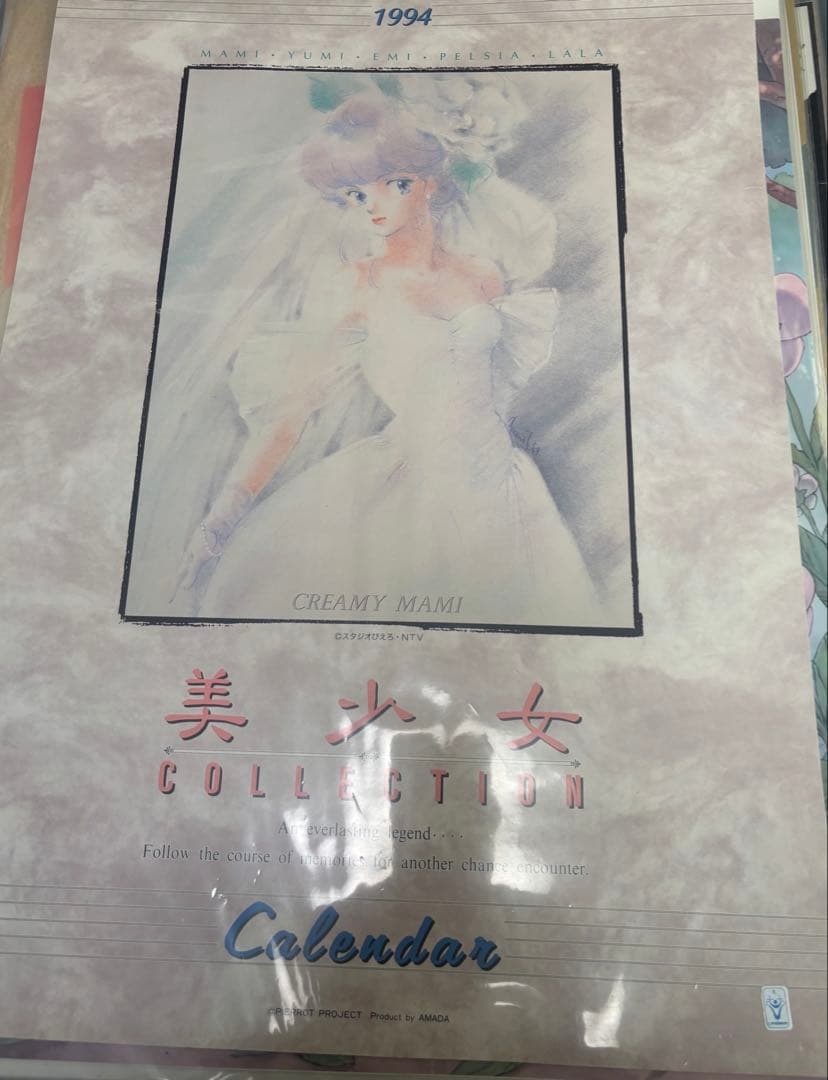 1994
MAMI・YUMI・EMI・PELSIA・LALA
CREAMY MAMI
©スタジオぴえろ・NTV
美少女
COLLECTION
An everlasting legend‥‥
Follow the course of memories for another chance encounter.
Calendar
©PIERROT PROJECT Product by AMADA